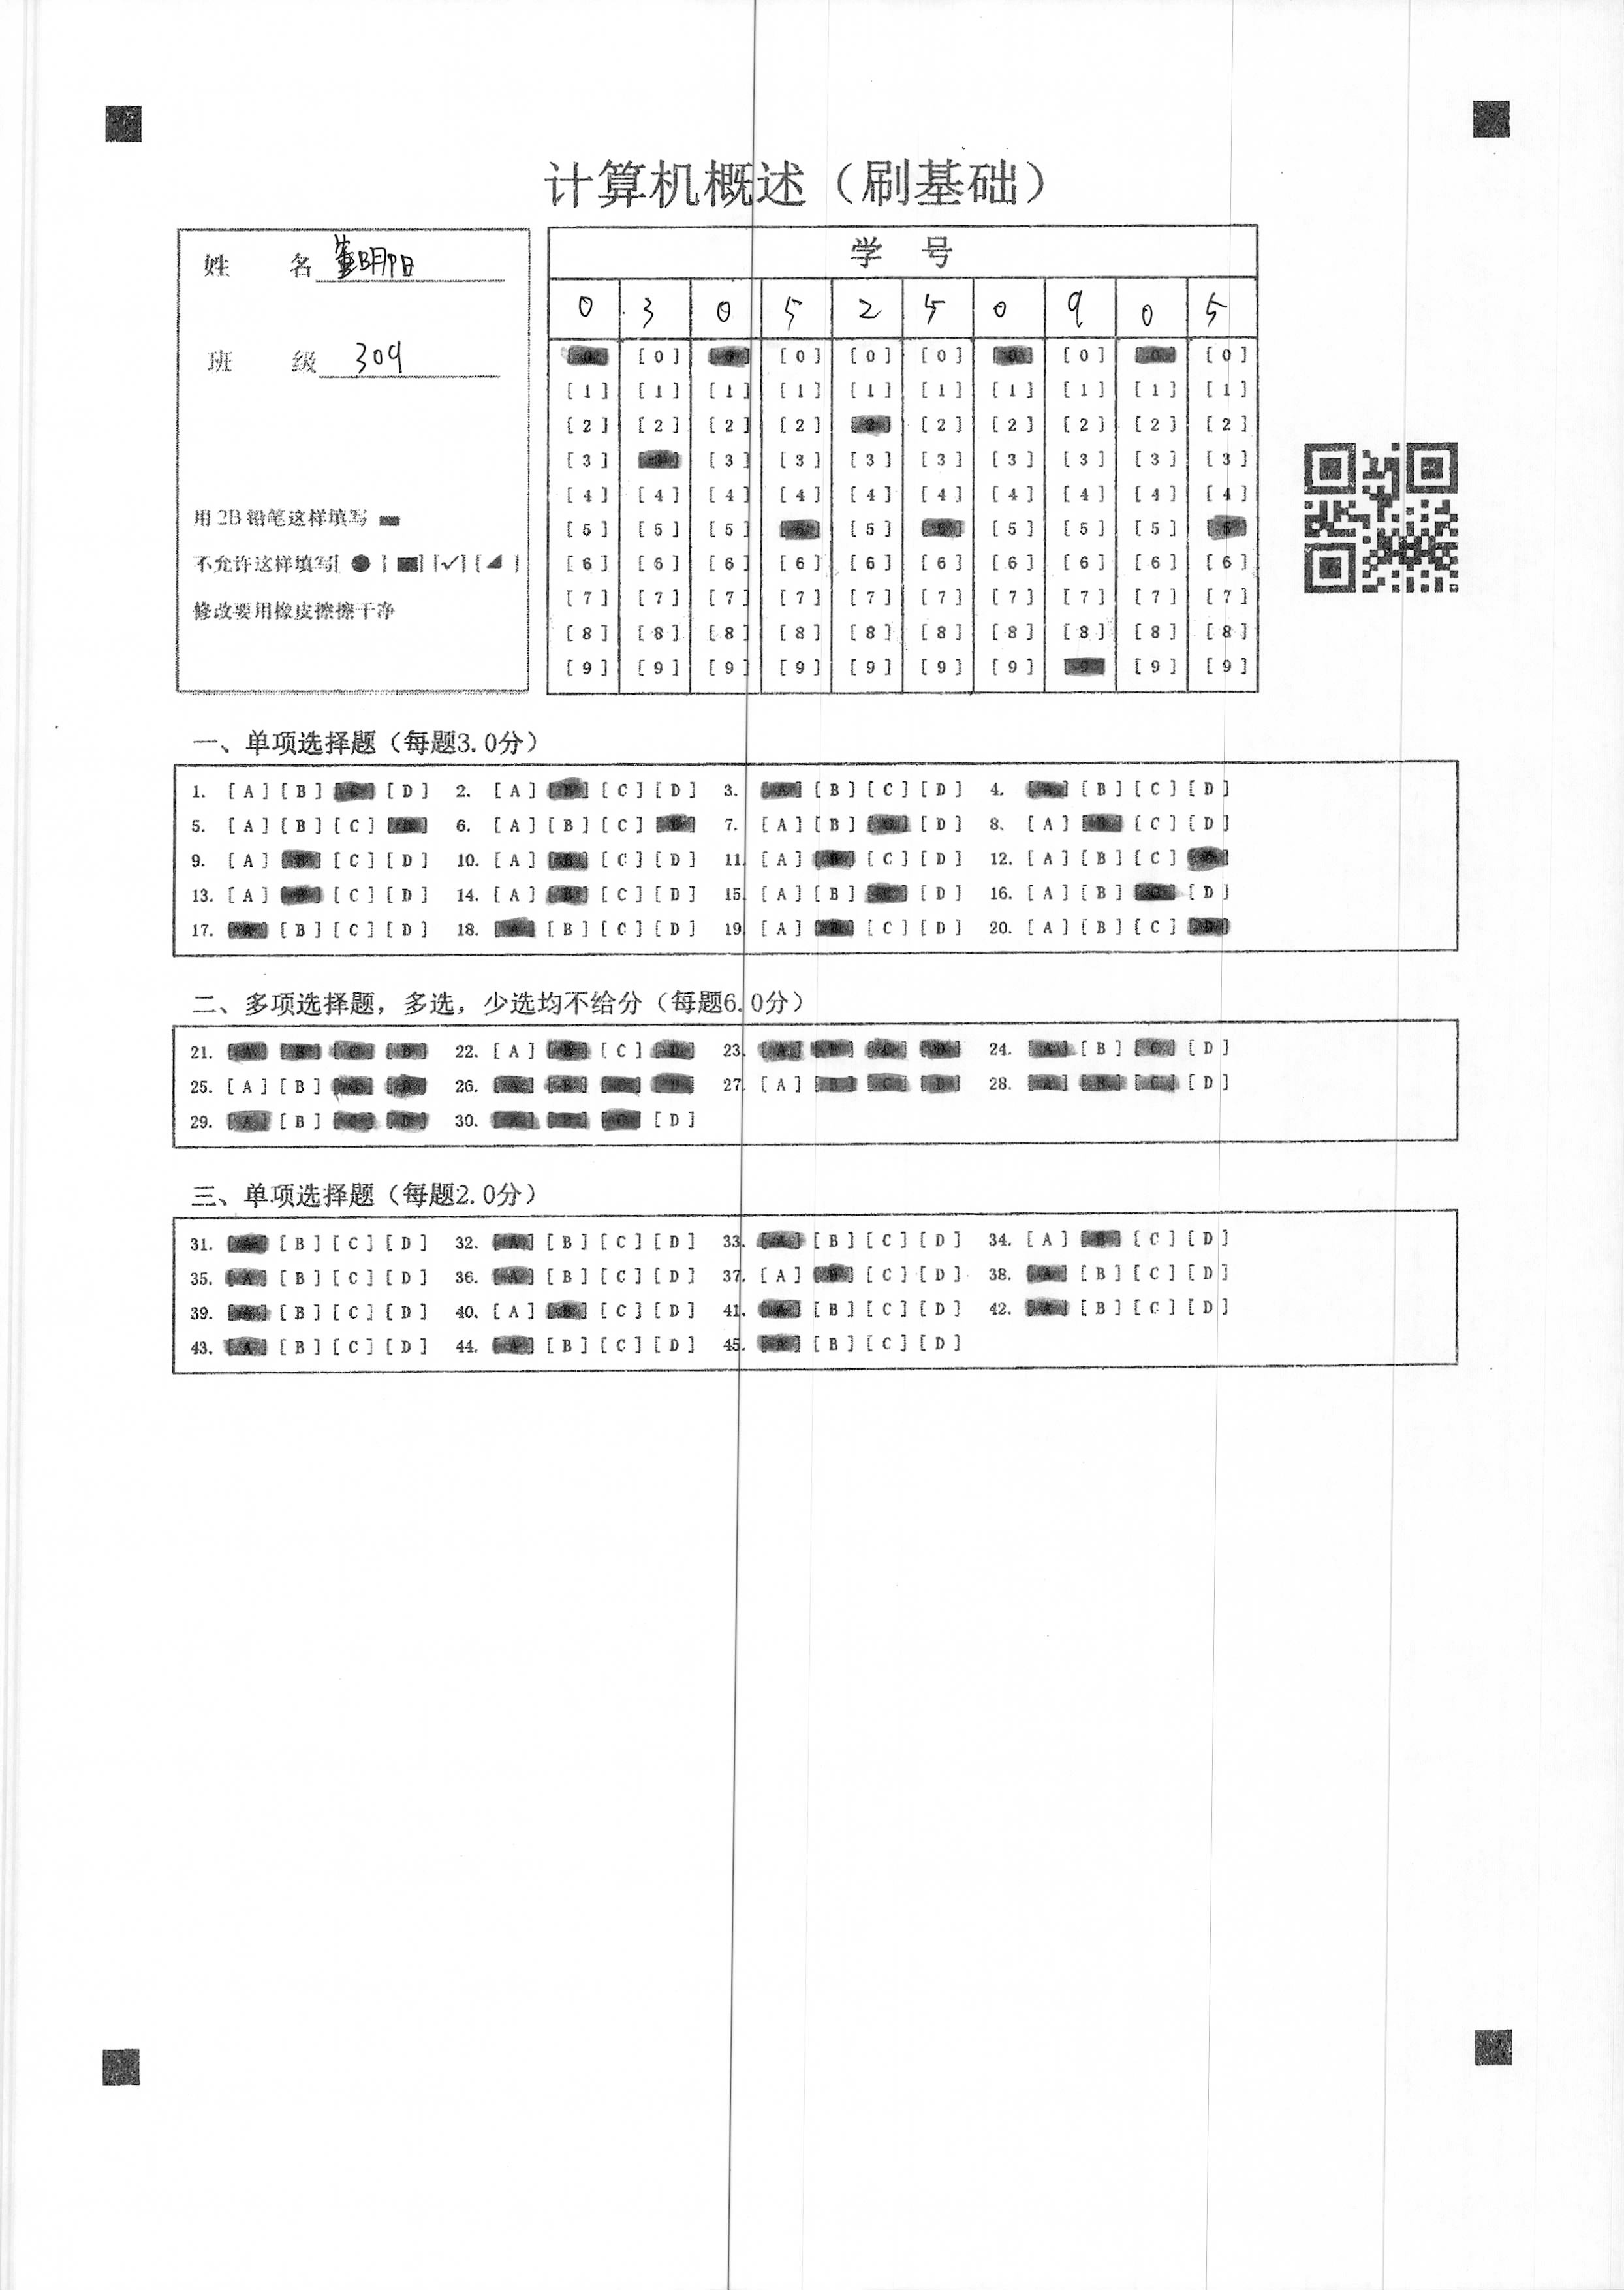 计算机概述（刷基础）
姓 名 董明阳
班 级 309
用 2B 铅笔这样填写
不允许这样填写[ ● ] [■] [✓] [◢ ]
修改要用橡皮擦擦干净
学 号
0 3 0 5 2 5 0 9 0 5
[0] [0] [0] [0] [0] [0] [0] [0] [0] [0]
[1] [1] [1] [1] [1] [1] [1] [1] [1] [1]
[2] [2] [2] [2] [2] [2] [2] [2] [2] [2]
[3] [3] [3] [3] [3] [3] [3] [3] [3] [3]
[4] [4] [4] [4] [4] [4] [4] [4] [4] [4]
[5] [5] [5] [5] [5] [5] [5] [5] [5] [5]
[6] [6] [6] [6] [6] [6] [6] [6] [6] [6]
[7] [7] [7] [7] [7] [7] [7] [7] [7] [7]
[8] [8] [8] [8] [8] [8] [8] [8] [8] [8]
[9] [9] [9] [9] [9] [9] [9] [9] [9] [9]
一、单项选择题（每题3.0分）
1. [A] [B] [C] [D] 2. [A] [B] [C] [D] 3. [A] [B] [C] [D] 4. [A] [B] [C] [D]
5. [A] [B] [C] [D] 6. [A] [B] [C] [D] 7. [A] [B] [C] [D] 8. [A] [B] [C] [D]
9. [A] [B] [C] [D] 10. [A] [B] [C] [D] 11. [A] [B] [C] [D] 12. [A] [B] [C] [D]
13. [A] [B] [C] [D] 14. [A] [B] [C] [D] 15. [A] [B] [C] [D] 16. [A] [B] [C] [D]
17. [A] [B] [C] [D] 18. [A] [B] [C] [D] 19. [A] [B] [C] [D] 20. [A] [B] [C] [D]
二、多项选择题，多选，少选均不给分（每题6.0分）
21. [A] [B] [C] [D] 22. [A] [B] [C] [D] 23. [A] [B] [C] [D] 24. [A] [B] [C] [D]
25. [A] [B] [C] [D] 26. [A] [B] [C] [D] 27. [A] [B] [C] [D] 28. [A] [B] [C] [D]
29. [A] [B] [C] [D] 30. [A] [B] [C] [D]
三、单项选择题（每题2.0分）
31. [A] [B] [C] [D] 32. [A] [B] [C] [D] 33. [A] [B] [C] [D] 34. [A] [B] [C] [D]
35. [A] [B] [C] [D] 36. [A] [B] [C] [D] 37. [A] [B] [C] [D] 38. [A] [B] [C] [D]
39. [A] [B] [C] [D] 40. [A] [B] [C] [D] 41. [A] [B] [C] [D] 42. [A] [B] [C] [D]
43. [A] [B] [C] [D] 44. [A] [B] [C] [D] 45. [A] [B] [C] [D]